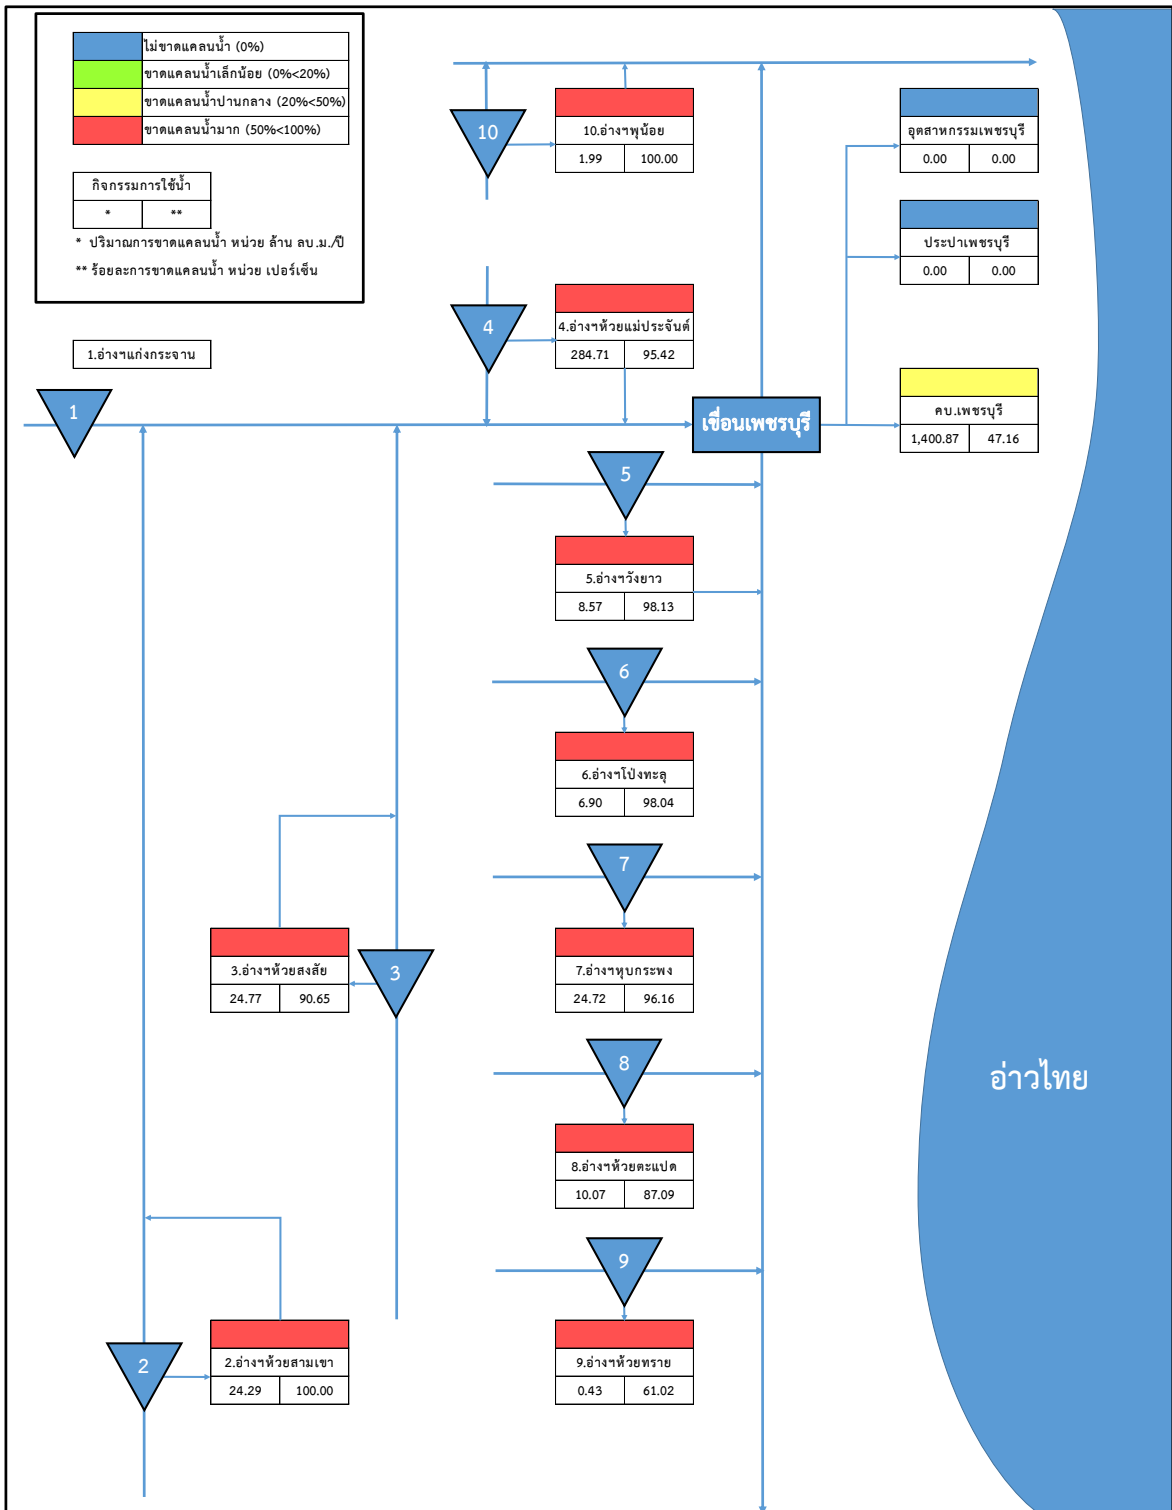 ไม่ขาดแคลนน้ำ (0%)
ขาดแคลนน้ำเล็กน้อย (0%<20%)
ขาดแคลนน้ำปานกลาง (20%<50%)
ขาดแคลนน้ำมาก (50%<100%)
กิจกรรมการใช้น้ำ
* **
* ปริมาณการขาดแคลนน้ำ หน่วย ล้าน ลบ.ม./ปี
** ร้อยละการขาดแคลนน้ำ หน่วย เปอร์เซ็น
10
10.อ่างฯพุน้อย
1.99 100.00
อุตสาหกรรมเพชรบุรี
0.00 0.00
ประปาเพชรบุรี
0.00 0.00
4
4.อ่างฯห้วยแม่ประจันต์
284.71 95.42
1.อ่างฯแก่งกระจาน
1
เขื่อนเพชรบุรี
คบ.เพชรบุรี
1,400.87 47.16
5
5.อ่างฯวังยาว
8.57 98.13
6
6.อ่างฯโป่งทะลุ
6.90 98.04
7
7.อ่างฯหุบกระพง
24.72 96.16
3.อ่างฯห้วยสงสัย
24.77 90.65
3
8
8.อ่างฯห้วยตะแปด
10.07 87.09
อ่าวไทย
9
9.อ่างฯห้วยทราย
0.43 61.02
2
2.อ่างฯห้วยสามเขา
24.29 100.00